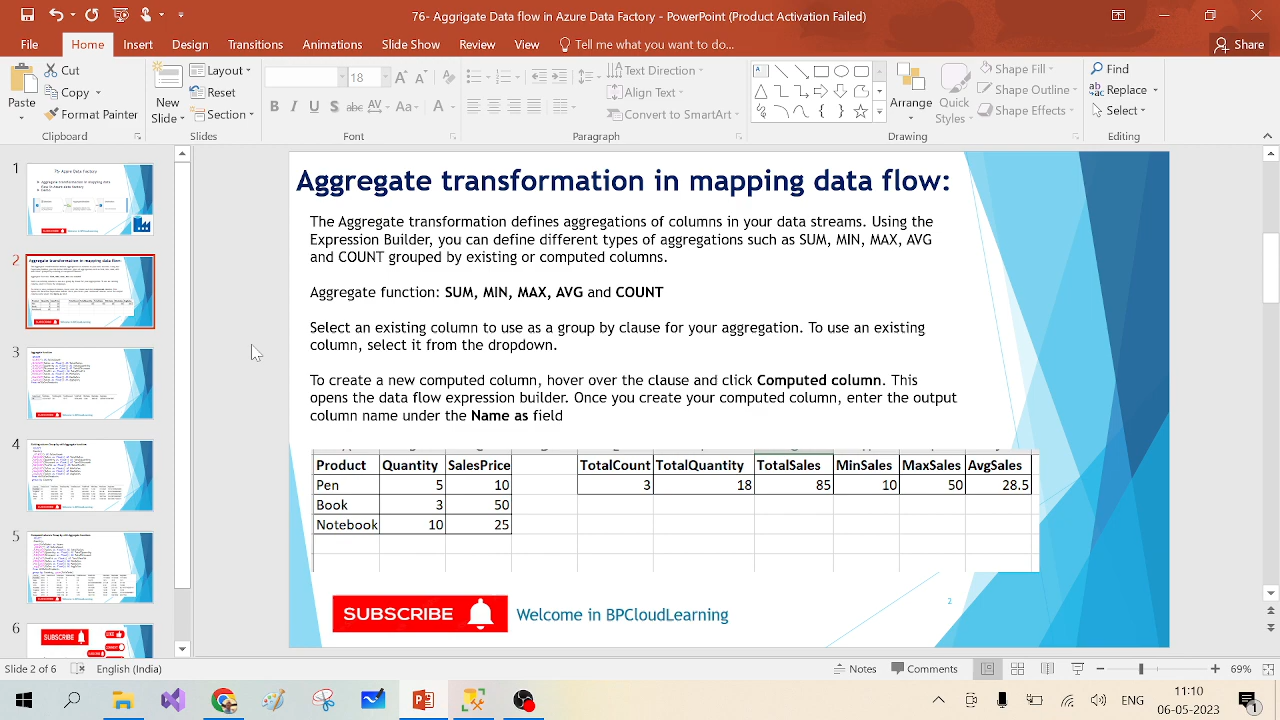 76- Aggregate transformation in Azure Data Factory - PowerPoint (Product Activation Failed)
File Home Insert Design Transitions Animations Slide Show Review View Tell me what you want to do... Share
Paste Cut Copy Format Painter
Clipboard
New Slide Layout Reset Section
Slides
18
B I U S abc AV Aa A
Font
Text Direction
Align Text
Convert to SmartArt
Paragraph
Arrange Quick Styles Shape Fill Shape Outline Shape Effects
Drawing
Find
Replace
Select
Editing
1
2
3
4
5
Aggregate transformation in mapping data flow:
The Aggregate transformation defines aggregations of columns in your data streams. Using the
Expression Builder, you can define different types of aggregations such as SUM, MIN, MAX, AVG
and COUNT grouped by existing or computed columns.
Aggregate function: SUM, MIN, MAX, AVG and COUNT
Select an existing column to use as a group by clause for your aggregation. To use an existing
column, select it from the dropdown.
To create a new computed column, hover over the clause and click Computed column. This
opens the data flow expression builder. Once you create your computed column, enter the output
column name under the Name as field
Product Quantity SalesPrice TotalCount TotalQuantity TotalSales MinSales MaxSales AvgSales
Pen 5 10 3 18 85 10 50 28.5
Book 3 50
Notebook 10 25
SUBSCRIBE Welcome in BPCloudLearning
2
Slide 2 of 6 English (India) Notes Comments 69%
11:10
06-05-2023